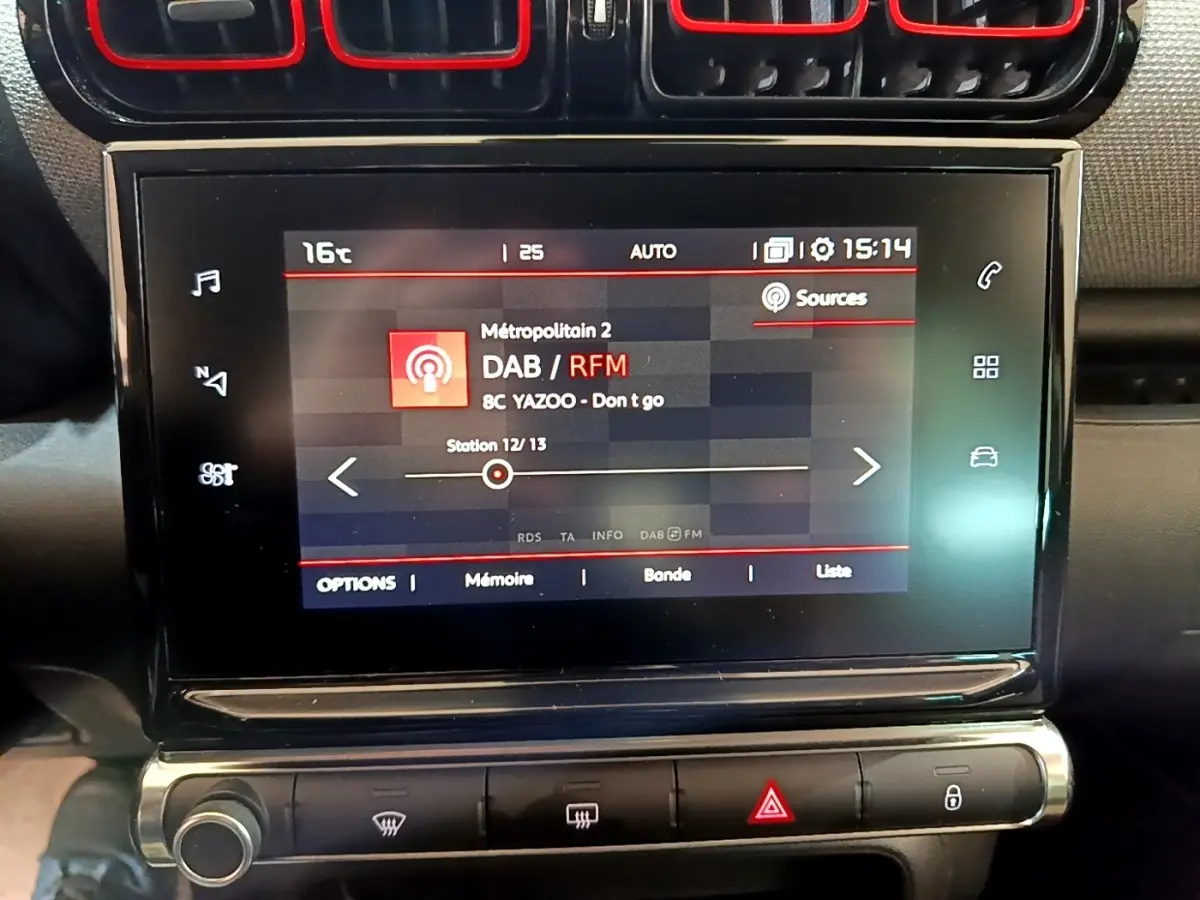 16°C | 25 AUTO | | 15:14
Sources
Métropolitain 2
DAB / RFM
8C YAZOO - Don t go
Station 12/ 13
RDS TA INFO DAB FM
OPTIONS | Mémoire | Bande | Liste
N